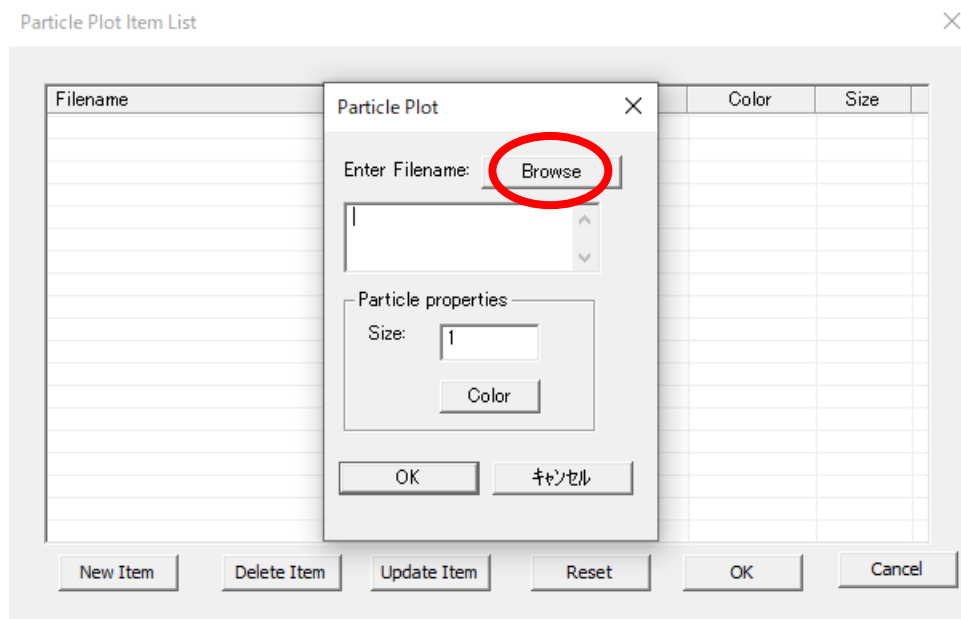 Particle Plot Item List
Filename Color Size
Particle Plot
Enter Filename: Browse
Particle properties
Size: 1
Color
OK キャンセル
New Item Delete Item Update Item Reset OK Cancel